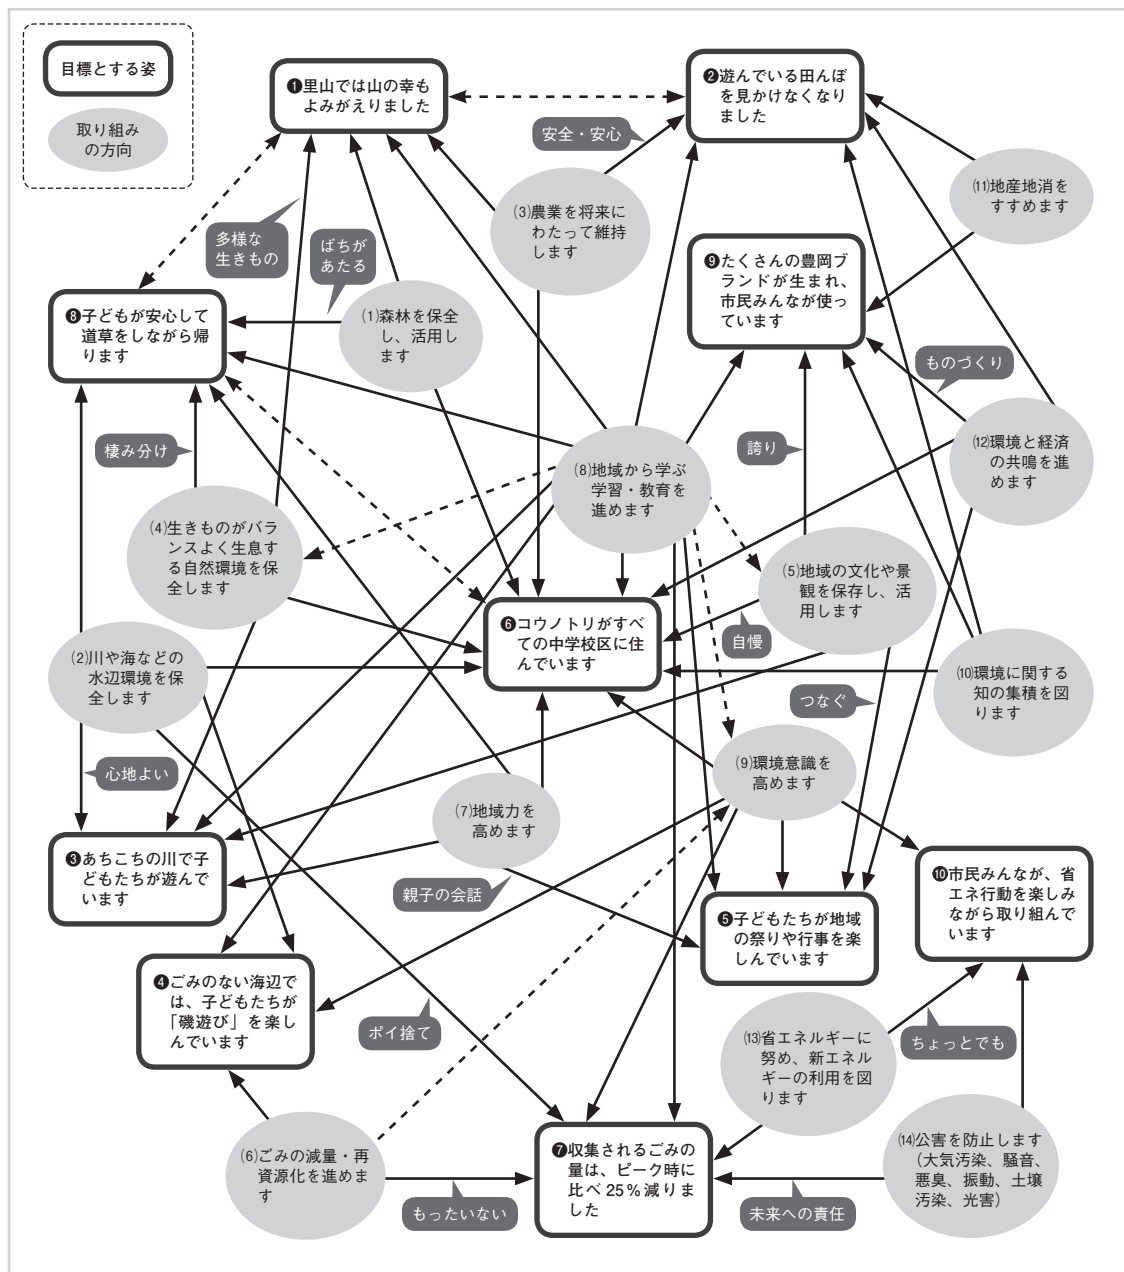 目標とする姿
取り組み
の方向
❶里山では山の幸も
よみがえりました
❷遊んでいる田んぼ
を見かけなくなり
ました
安全・安心
⑶農業を将来に
わたって維持
します
⑾地産地消を
すすめます
多様な
生きもの
ばちが
あたる
❾たくさんの豊岡ブ
ランドが生まれ、
市民みんなが使っ
ています
❽子どもが安心して
道草をしながら帰
ります
⑴森林を保全
し、活用し
ます
ものづくり
棲み分け
誇り
⑿環境と経済
の共鳴を進
めます
⑻地域から学ぶ
学習・教育を
進めます
⑷生きものがバラ
ンスよく生息す
る自然環境を保
全します
⑸地域の文化や景
観を保存し、活
用します
❻コウノトリがすべ
ての中学校区に住
んでいます
自慢
⑵川や海などの
水辺環境を保
全します
⑽環境に関する
知の集積を図
ります
つなぐ
心地よい
⑼環境意識を
高めます
⑺地域力を
高めます
❸あちこちの川で子
どもたちが遊んで
います
親子の会話
❿市民みんなが、省
エネ行動を楽しみ
ながら取り組んで
います
❺子どもたちが地域
の祭りや行事を楽
しんでいます
❹ごみのない海辺で
は、子どもたちが
「磯遊び」を楽し
んでいます
ポイ捨て
⒀省エネルギーに
努め、新エネル
ギーの利用を図
ります
ちょっとでも
⑹ごみの減量・再
資源化を進めま
す
もったいない
❼収集されるごみの
量は、ピーク時に
比べ25％減りま
した
未来への責任
⒁公害を防止します
（大気汚染、騒音、
悪臭、振動、土壌
汚染、光害）